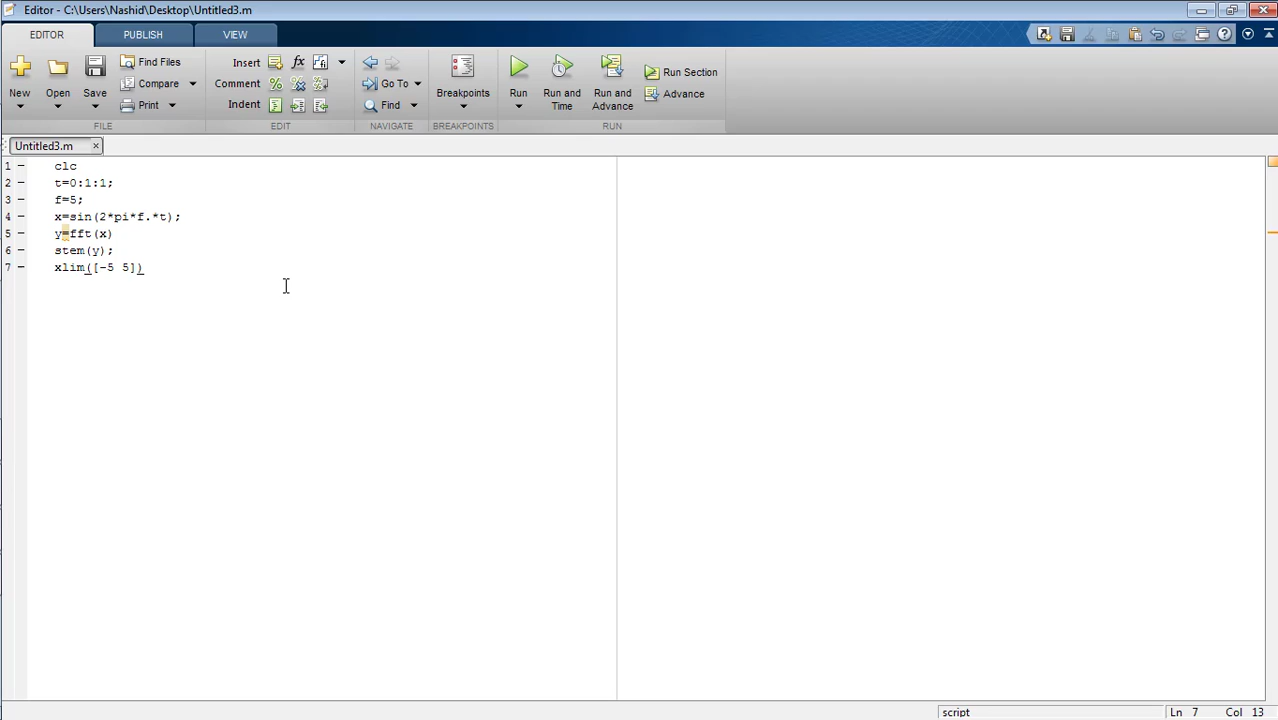 Editor - C:\Users\Nashid\Desktop\Untitled3.m
EDITOR PUBLISH VIEW
New Open Save Find Files Compare Print
FILE
Insert fx
Comment
Indent
EDIT
Go To
Find
NAVIGATE
Breakpoints
BREAKPOINTS
Run Run and Time Run and Advance Run Section Advance
RUN
Untitled3.m
1 clc
2 t=0:1:1;
3 f=5;
4 x=sin(2*pi*f.*t);
5 y=fft(x)
6 stem(y);
7 xlim([-5 5])
script Ln 7 Col 13